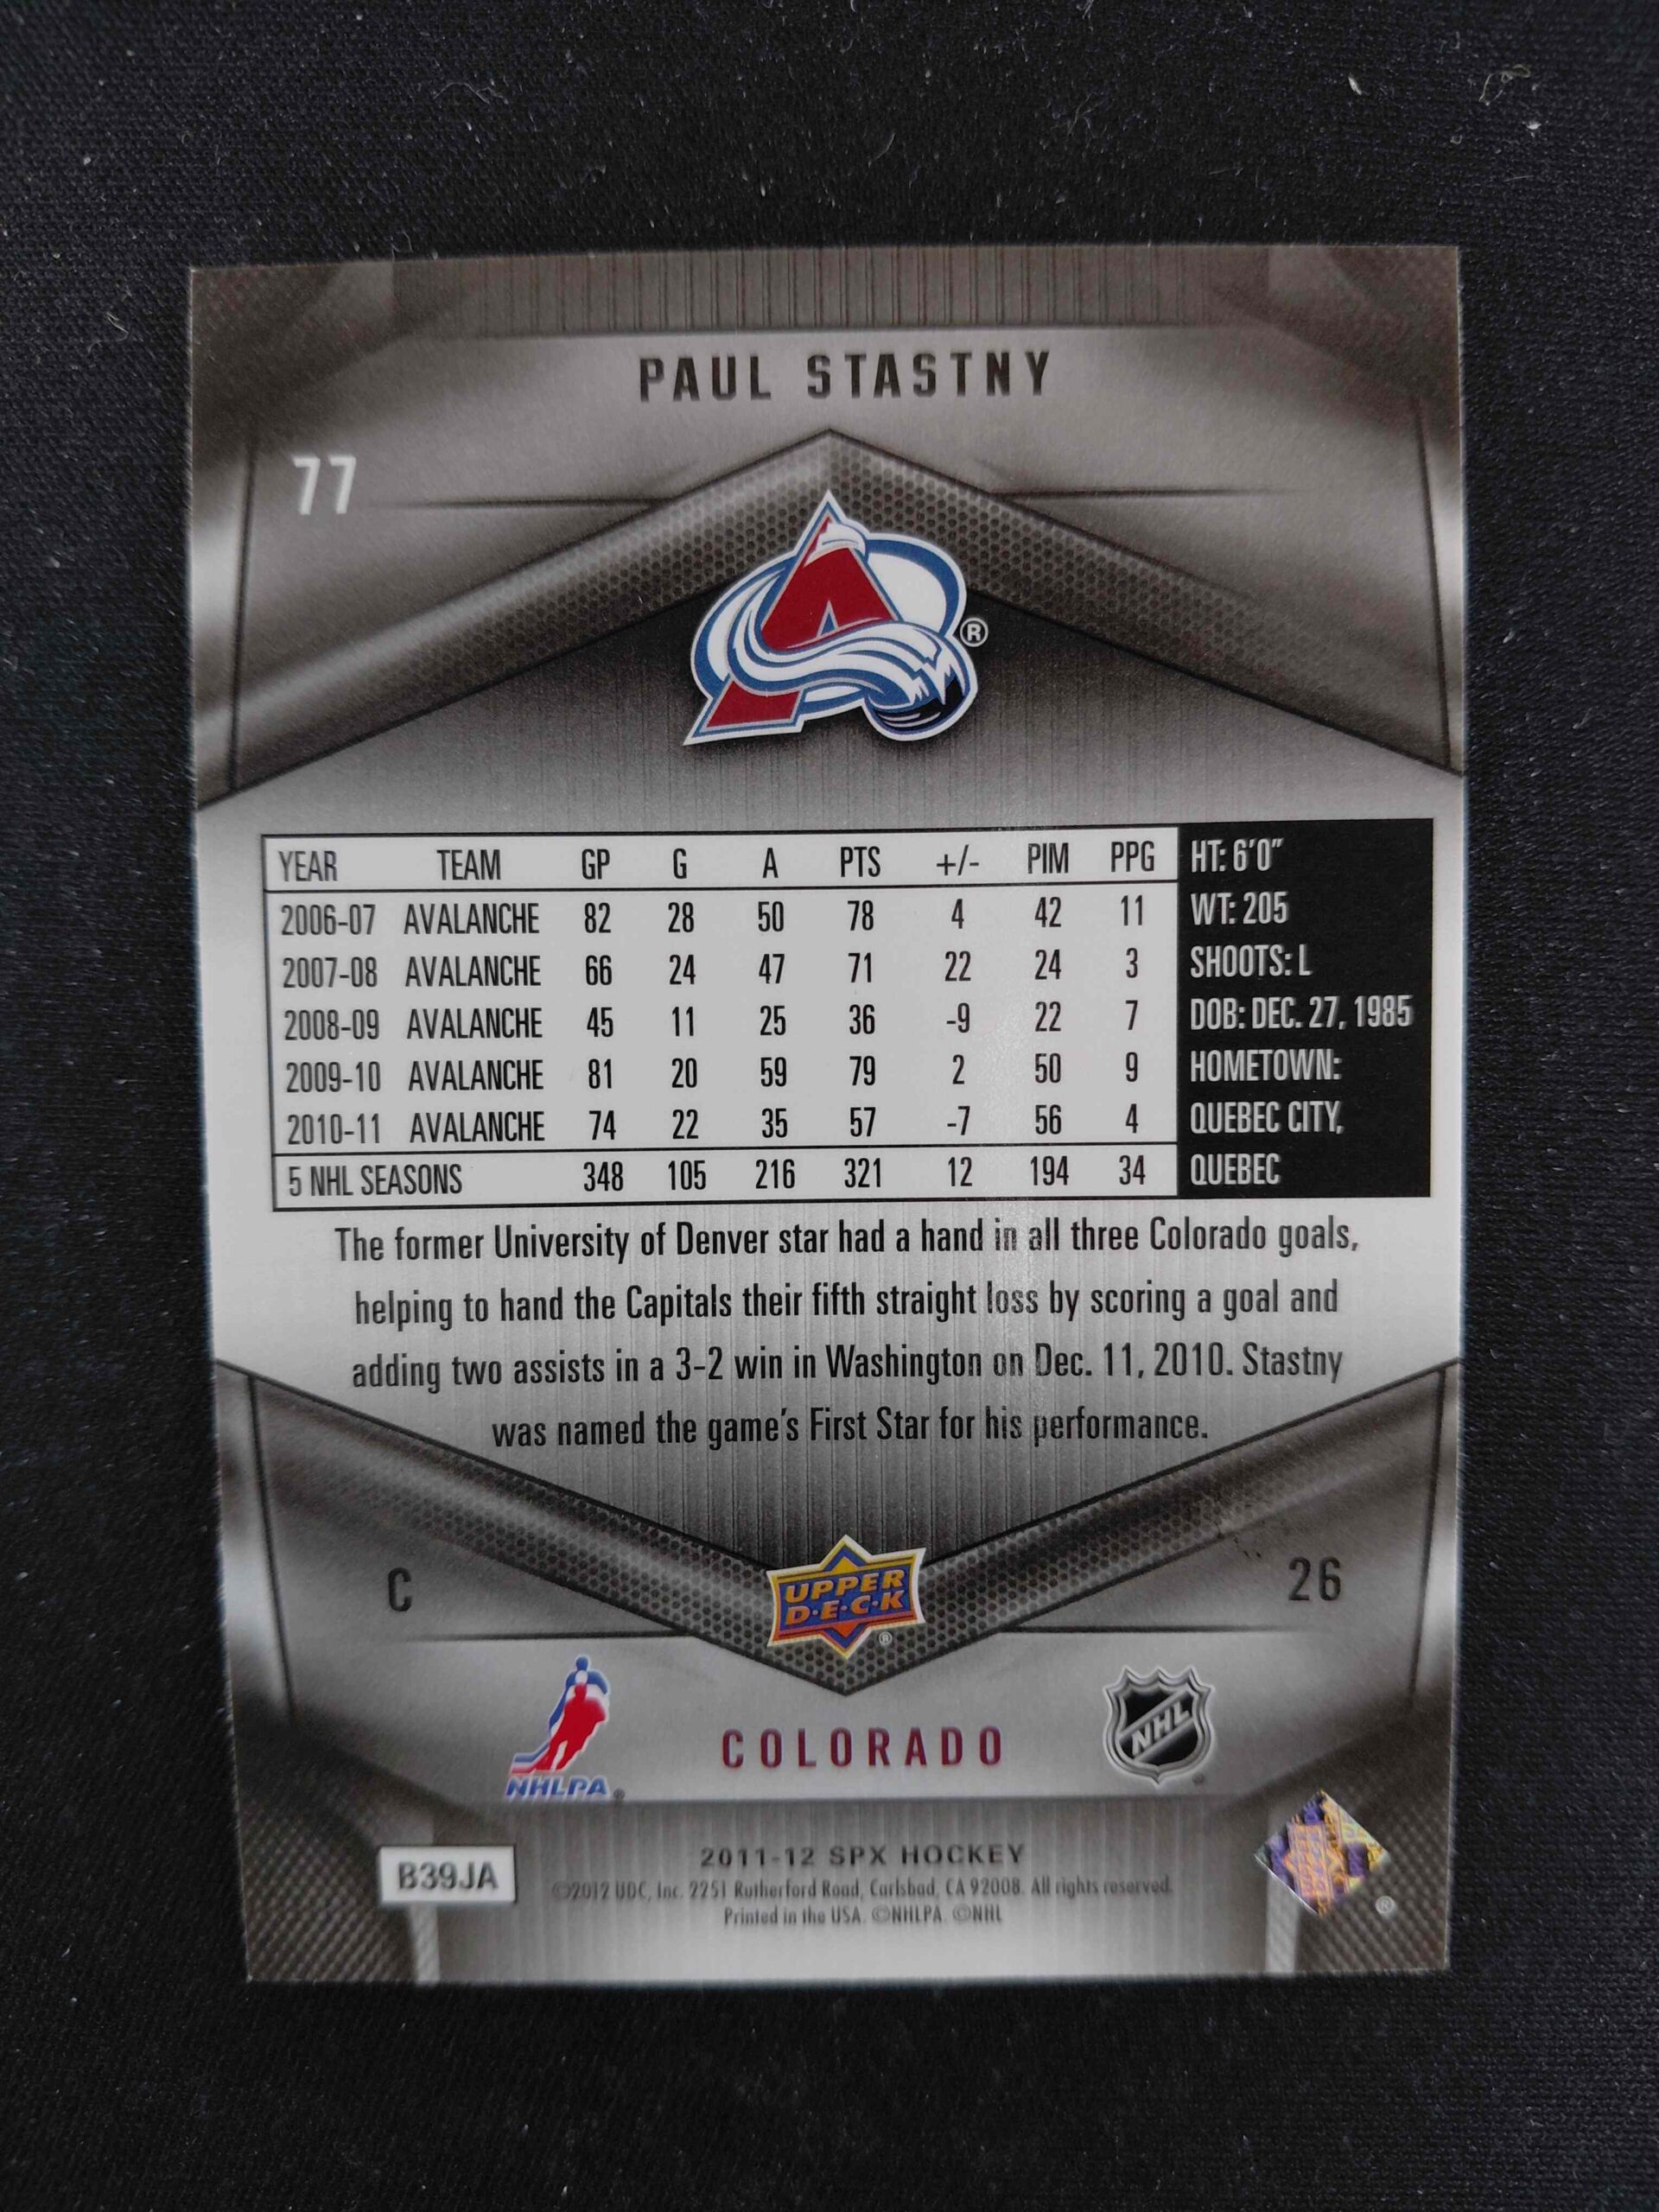 PAUL STASTNY
77
®
YEAR TEAM GP G A PTS +/- PIM PPG
2006-07 AVALANCHE 82 28 50 78 4 42 11
2007-08 AVALANCHE 66 24 47 71 22 24 3
2008-09 AVALANCHE 45 11 25 36 -9 22 7
2009-10 AVALANCHE 81 20 59 79 2 50 9
2010-11 AVALANCHE 74 22 35 57 -7 56 4
5 NHL SEASONS 348 105 216 321 12 194 34
HT: 6'0"
WT: 205
SHOOTS: L
DOB: DEC. 27, 1985
HOMETOWN:
QUEBEC CITY,
QUEBEC
The former University of Denver star had a hand in all three Colorado goals,
helping to hand the Capitals their fifth straight loss by scoring a goal and
adding two assists in a 3-2 win in Washington on Dec. 11, 2010. Stastny
was named the game's First Star for his performance.
C
UPPER
D·E·C·K
®
26
NHLPA
COLORADO
NHL
B39JA
2011-12 SPX HOCKEY
©2012 UDC, Inc. 2251 Rutherford Road, Carlsbad, CA 92008. All rights reserved.
Printed in the USA. ©NHLPA. ©NHL
®